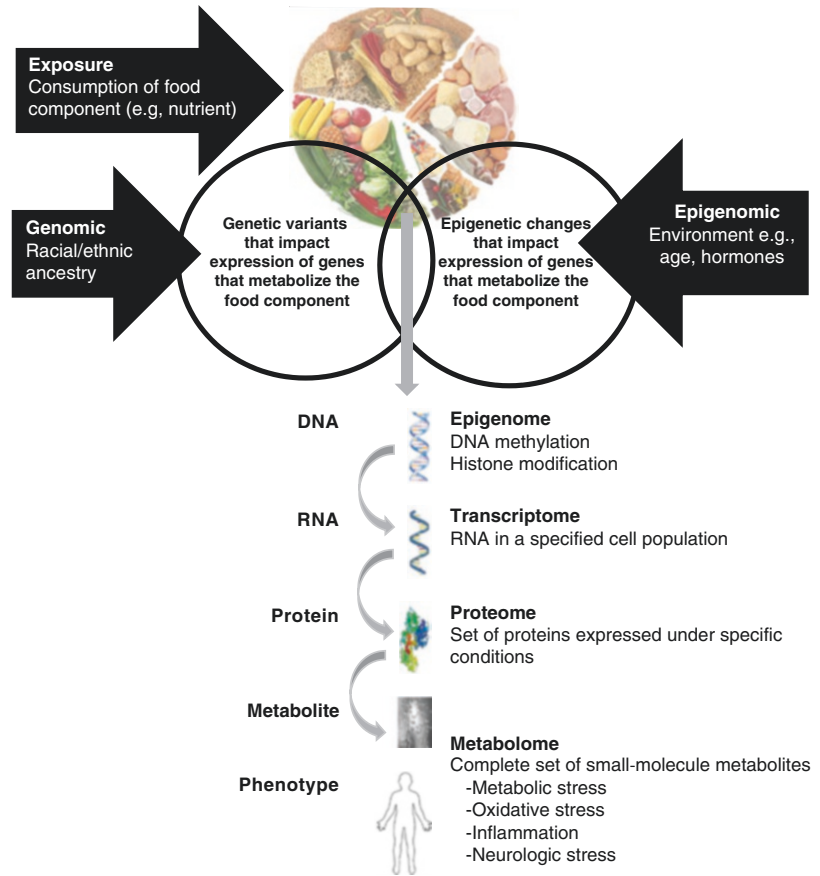 Exposure
Consumption of food
component (e.g, nutrient)
Genomic
Racial/ethnic
ancestry
Genetic variants
that impact
expression of genes
that metabolize the
food component
Epigenetic changes
that impact
expression of genes
that metabolize the
food component
Epigenomic
Environment e.g.,
age, hormones
DNA
Epigenome
DNA methylation
Histone modification
RNA
Transcriptome
RNA in a specified cell population
Protein
Proteome
Set of proteins expressed under specific
conditions
Metabolite
Metabolome
Complete set of small-molecule metabolites
Phenotype
-Metabolic stress
-Oxidative stress
-Inflammation
-Neurologic stress